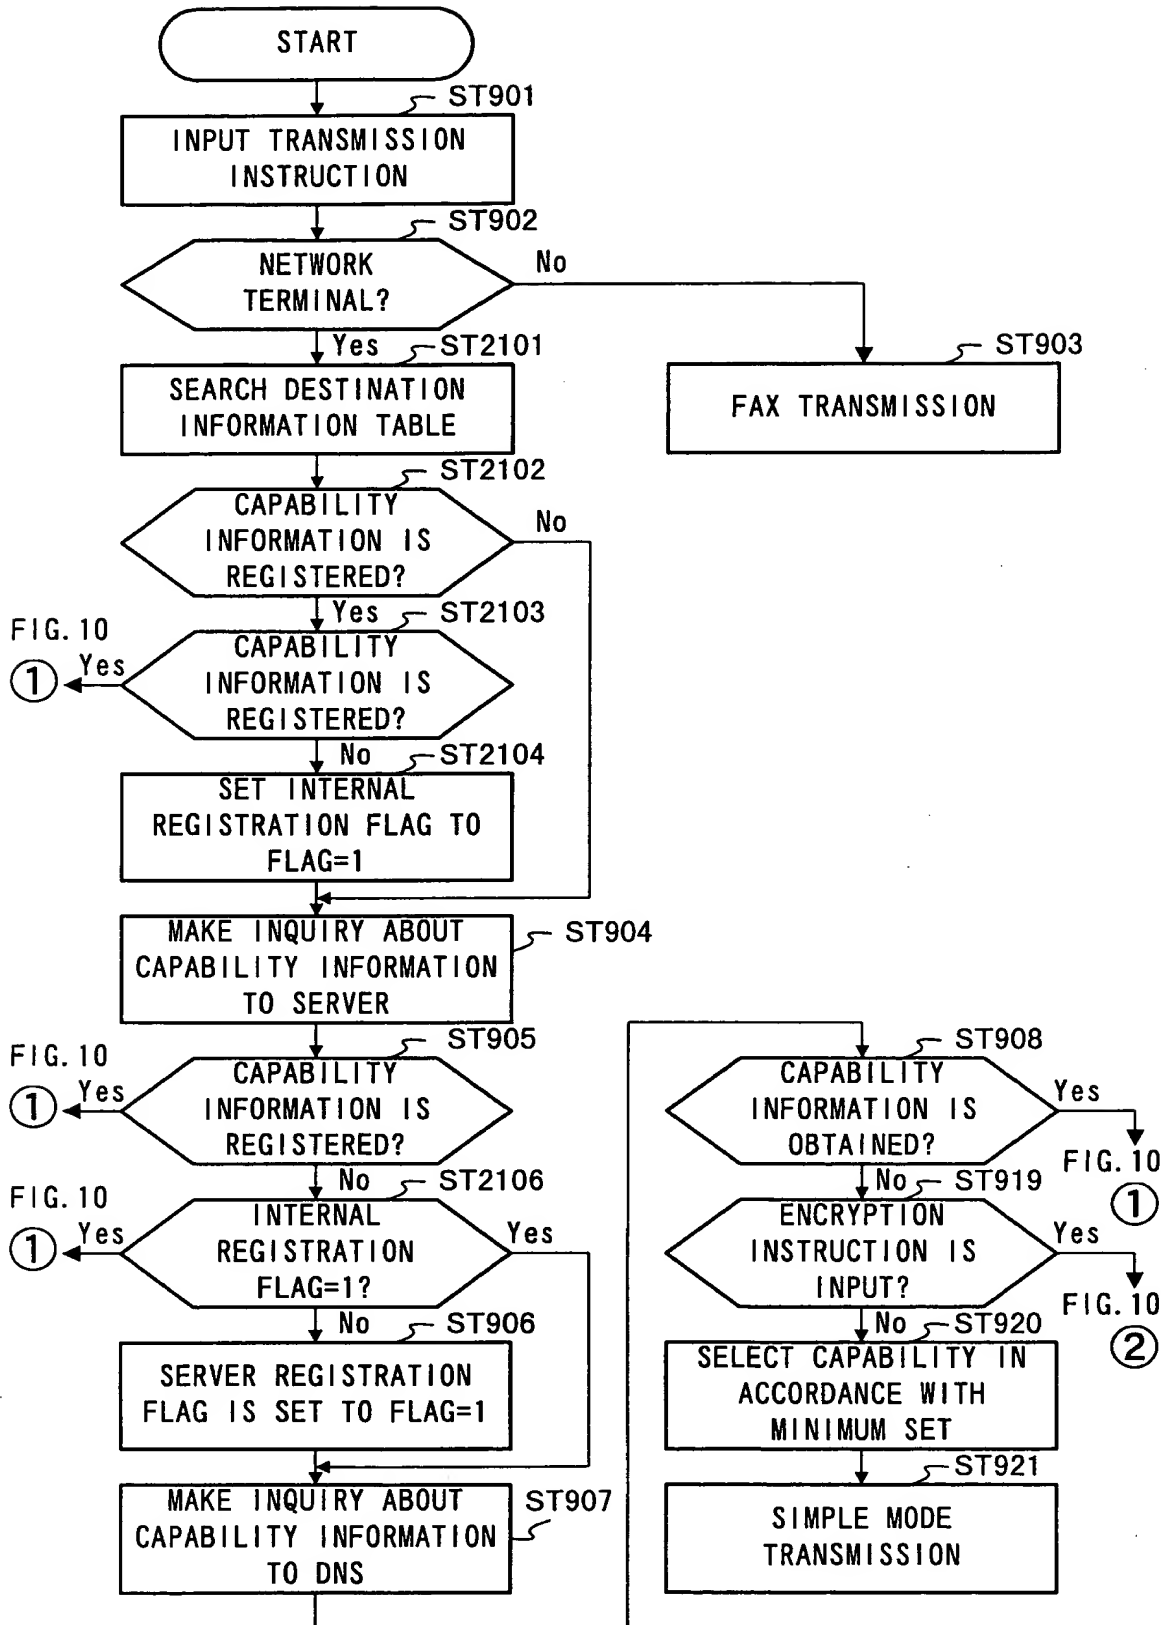 START
ST901
INPUT TRANSMISSION
INSTRUCTION
ST902
NETWORK
TERMINAL?
No
Yes
ST2101
ST903
SEARCH DESTINATION
INFORMATION TABLE
FAX TRANSMISSION
ST2102
CAPABILITY
INFORMATION IS
REGISTERED?
No
Yes
ST2103
FIG. 10
1
Yes
CAPABILITY
INFORMATION IS
REGISTERED?
No
ST2104
SET INTERNAL
REGISTRATION FLAG TO
FLAG=1
MAKE INQUIRY ABOUT
CAPABILITY INFORMATION
TO SERVER
ST904
ST905
FIG. 10
1
Yes
CAPABILITY
INFORMATION IS
REGISTERED?
No
ST2106
FIG. 10
1
Yes
INTERNAL
REGISTRATION
FLAG=1?
Yes
No
ST906
SERVER REGISTRATION
FLAG IS SET TO FLAG=1
MAKE INQUIRY ABOUT
CAPABILITY INFORMATION
TO DNS
ST907
ST908
CAPABILITY
INFORMATION IS
OBTAINED?
Yes
FIG. 10
1
No
ST919
ENCRYPTION
INSTRUCTION IS
INPUT?
Yes
FIG. 10
2
No
ST920
SELECT CAPABILITY IN
ACCORDANCE WITH
MINIMUM SET
ST921
SIMPLE MODE
TRANSMISSION